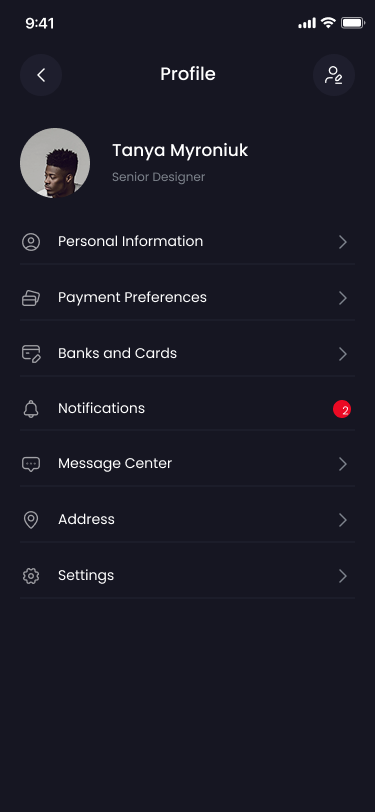 9:41
Profile
Tanya Myroniuk
Senior Designer
Personal Information
Payment Preferences
Banks and Cards
Notifications
2
Message Center
Address
Settings